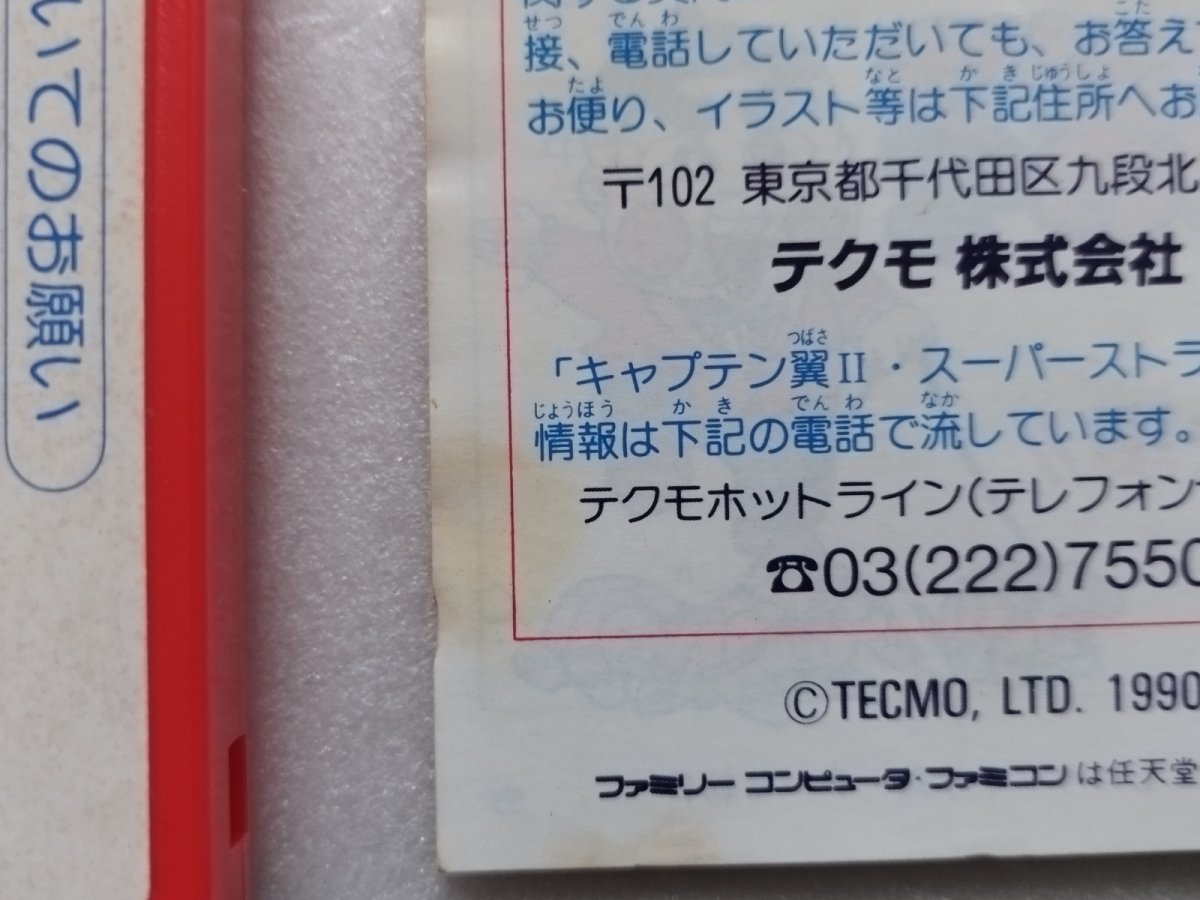 いてのお願い
接、電話していただいても、お答え
お便り、イラスト等は下記住所へお
〒102 東京都千代田区九段北
テクモ 株式会社
「キャプテン翼II・スーパーストラ
情報は下記の電話で流しています。
テクモホットライン(テレフォン
☎03(222)7550
©TECMO, LTD. 1990
ファミリーコンピュータ・ファミコンは任天堂